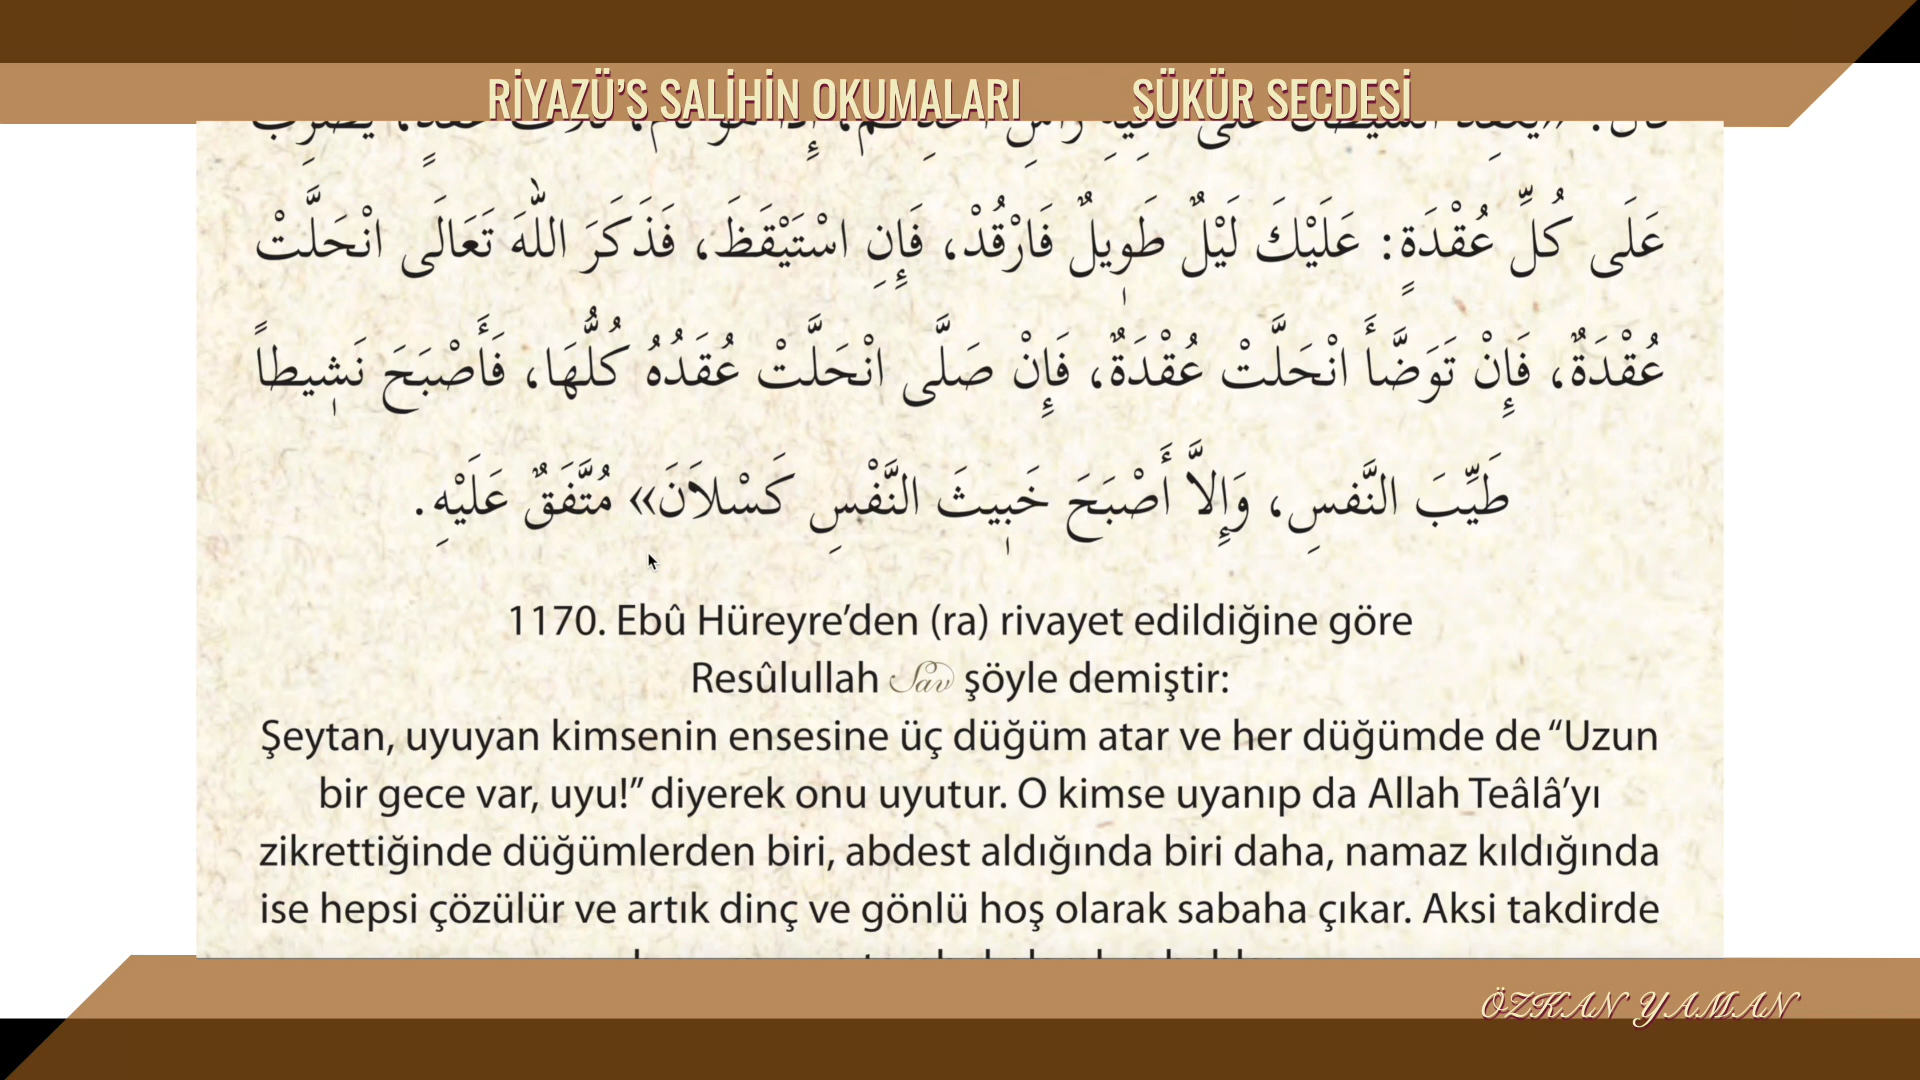 RİYAZÜ’S SALİHİN OKUMALARI ŞÜKÜR SECDESİ
عَلَى كُلِّ عُقْدَةٍ: عَلَيْكَ لَيْلٌ طَوِيلٌ فَارْقُدْ، فَإِنِ اسْتَيْقَظَ، فَذَكَرَ اللّٰهَ تَعَالَى انْحَلَّتْ
عُقْدَةٌ، فَإِنْ تَوَضَّأَ انْحَلَّتْ عُقْدَةٌ، فَإِنْ صَلَّى انْحَلَّتْ عُقَدُهُ كُلُّهَا، فَأَصْبَحَ نَشِيطاً
طَيِّبَ النَّفسِ، وَإِلاَّ أَصْبَحَ خَبِيثَ النَّفْسِ كَسْلاَنَ» مُتَّفَقٌ عَلَيْهِ.
1170. Ebû Hüreyre’den (ra) rivayet edildiğine göre
Resûlullah Sav şöyle demiştir:
Şeytan, uyuyan kimsenin ensesine üç düğüm atar ve her düğümde de “Uzun
bir gece var, uyu!” diyerek onu uyutur. O kimse uyanıp da Allah Teâlâ’yı
zikrettiğinde düğümlerden biri, abdest aldığında biri daha, namaz kıldığında
ise hepsi çözülür ve artık dinç ve gönlü hoş olarak sabaha çıkar. Aksi takdirde
ÖZKAN YAMAN